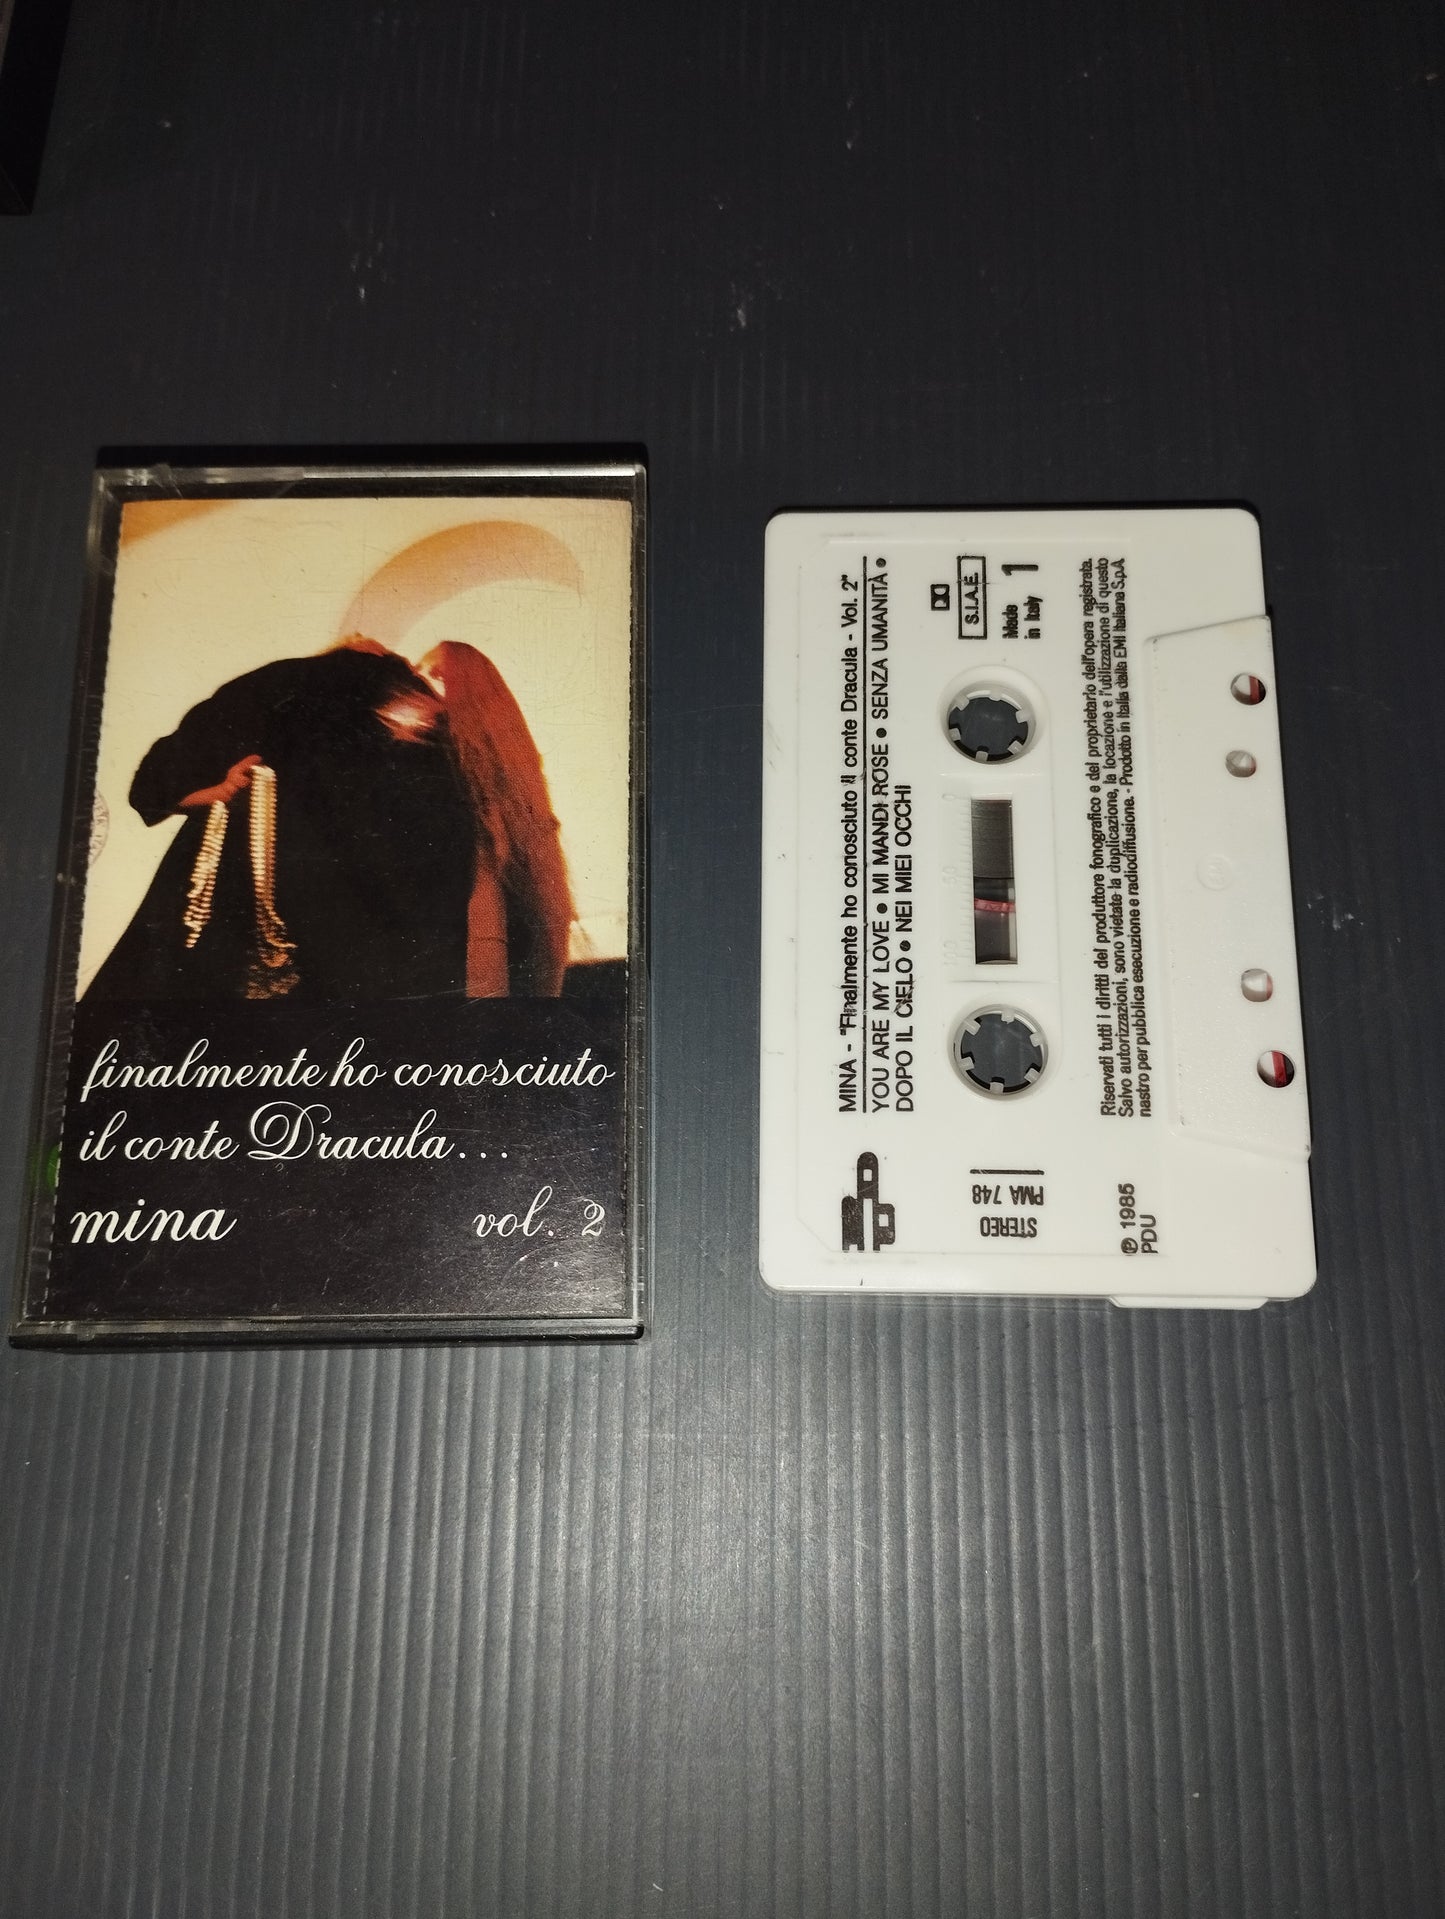 finalmente ho conosciuto
il conte Dracula...
mina vol. 2
MINA - "Finalmente ho conosciuto il conte Dracula - Vol. 2"
YOU ARE MY LOVE • MI MANDI ROSE • SENZA UMANITÀ •
DOPO IL CIELO • NEI MIEI OCCHI
S.I.A.E.
Made
in Italy
1
100 50 0
STEREO
PMA 748
Riservati tutti i diritti del produttore fonografico e del proprietario dell'opera registrata.
Salvo autorizzazioni, sono vietate la duplicazione, la locazione e l'utilizzazione di questo
nastro per pubblica esecuzione e radiodiffusione. - Prodotto in Italia dalla EMI Italiana S.p.A.
℗ 1985
PDU